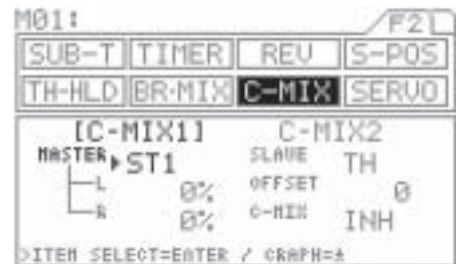 M01: F2
SUB-T TIMER REV S-POS
TH-HLD BR·MIX C-MIX SERVO
[C-MIX1] C-MIX2
MASTER ▸ST1 SLAVE TH
L 0% OFFSET 0
R 0% C-MIX INH
>ITEM SELECT=ENTER / GRAPH=±